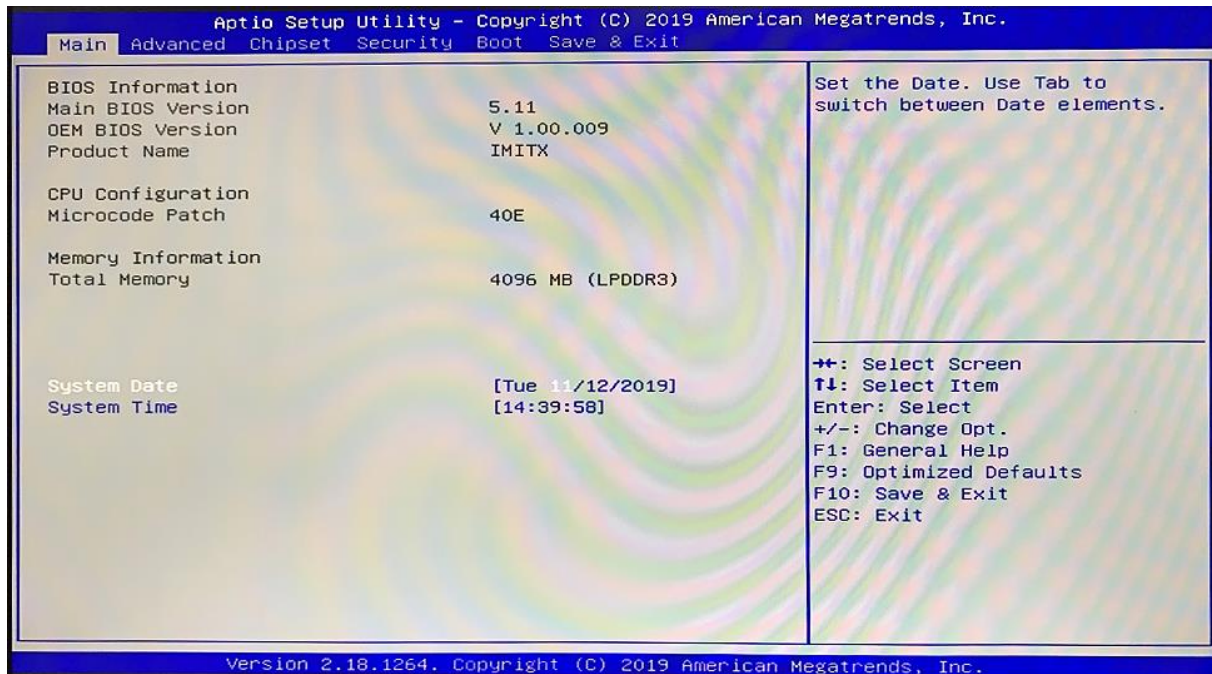 Aptio Setup Utility – Copyright (C) 2019 American Megatrends, Inc.
Main Advanced Chipset Security Boot Save & Exit
BIOS Information
Main BIOS Version 5.11
OEM BIOS Version V 1.00.009
Product Name IMITX
CPU Configuration
Microcode Patch 40E
Memory Information
Total Memory 4096 MB (LPDDR3)
System Date [Tue 11/12/2019]
System Time [14:39:58]
Set the Date. Use Tab to
switch between Date elements.
→←: Select Screen
↑↓: Select Item
Enter: Select
+/-: Change Opt.
F1: General Help
F9: Optimized Defaults
F10: Save & Exit
ESC: Exit
Version 2.18.1264. Copyright (C) 2019 American Megatrends, Inc.